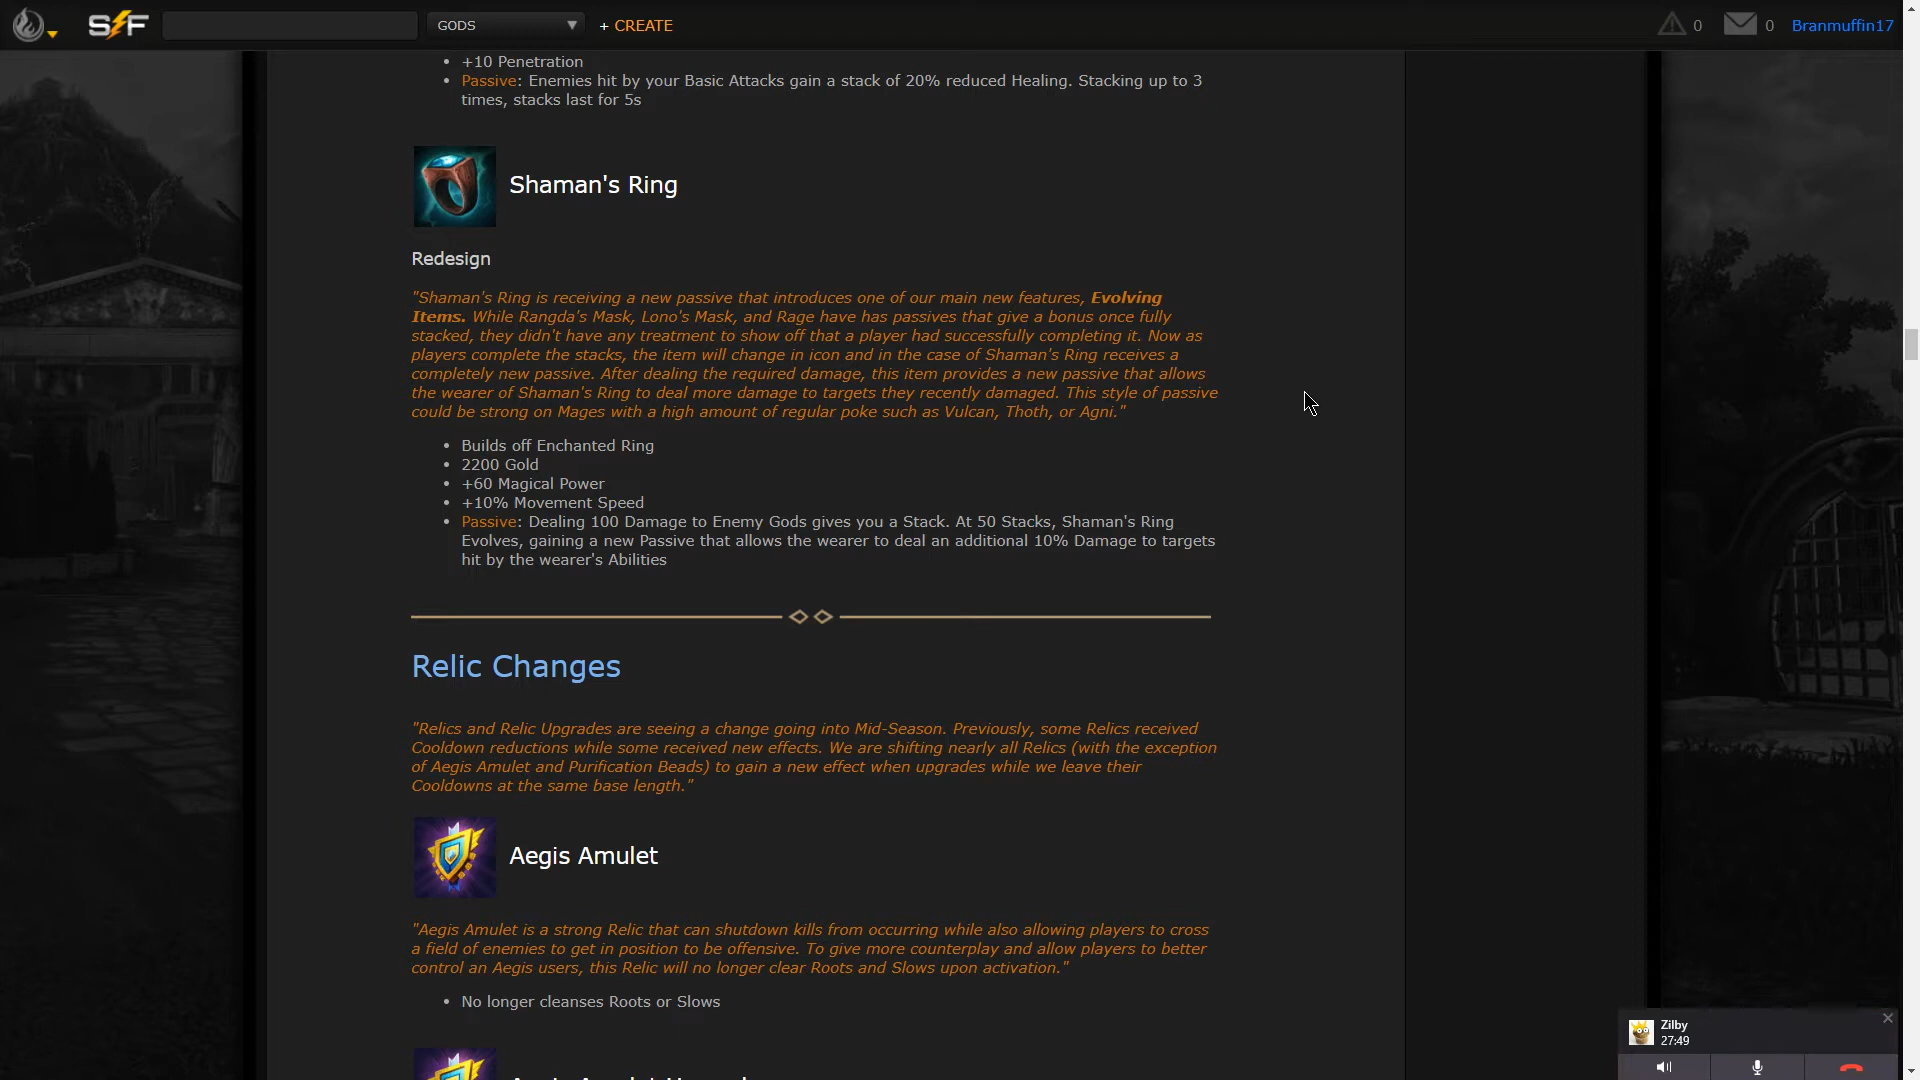 SF
GODS
+ CREATE
0
0
Branmuffin17
+10 Penetration
Passive: Enemies hit by your Basic Attacks gain a stack of 20% reduced Healing. Stacking up to 3
times, stacks last for 5s
Shaman's Ring
Redesign
"Shaman's Ring is receiving a new passive that introduces one of our main new features, Evolving
Items. While Rangda's Mask, Lono's Mask, and Rage have has passives that give a bonus once fully
stacked, they didn't have any treatment to show off that a player had successfully completing it. Now as
players complete the stacks, the item will change in icon and in the case of Shaman's Ring receives a
completely new passive. After dealing the required damage, this item provides a new passive that allows
the wearer of Shaman's Ring to deal more damage to targets they recently damaged. This style of passive
could be strong on Mages with a high amount of regular poke such as Vulcan, Thoth, or Agni."
Builds off Enchanted Ring
2200 Gold
+60 Magical Power
+10% Movement Speed
Passive: Dealing 100 Damage to Enemy Gods gives you a Stack. At 50 Stacks, Shaman's Ring
Evolves, gaining a new Passive that allows the wearer to deal an additional 10% Damage to targets
hit by the wearer's Abilities
Relic Changes
"Relics and Relic Upgrades are seeing a change going into Mid-Season. Previously, some Relics received
Cooldown reductions while some received new effects. We are shifting nearly all Relics (with the exception
of Aegis Amulet and Purification Beads) to gain a new effect when upgrades while we leave their
Cooldowns at the same base length."
Aegis Amulet
"Aegis Amulet is a strong Relic that can shutdown kills from occurring while also allowing players to cross
a field of enemies to get in position to be offensive. To give more counterplay and allow players to better
control an Aegis users, this Relic will no longer clear Roots and Slows upon activation."
No longer cleanses Roots or Slows
Zilby
27:49